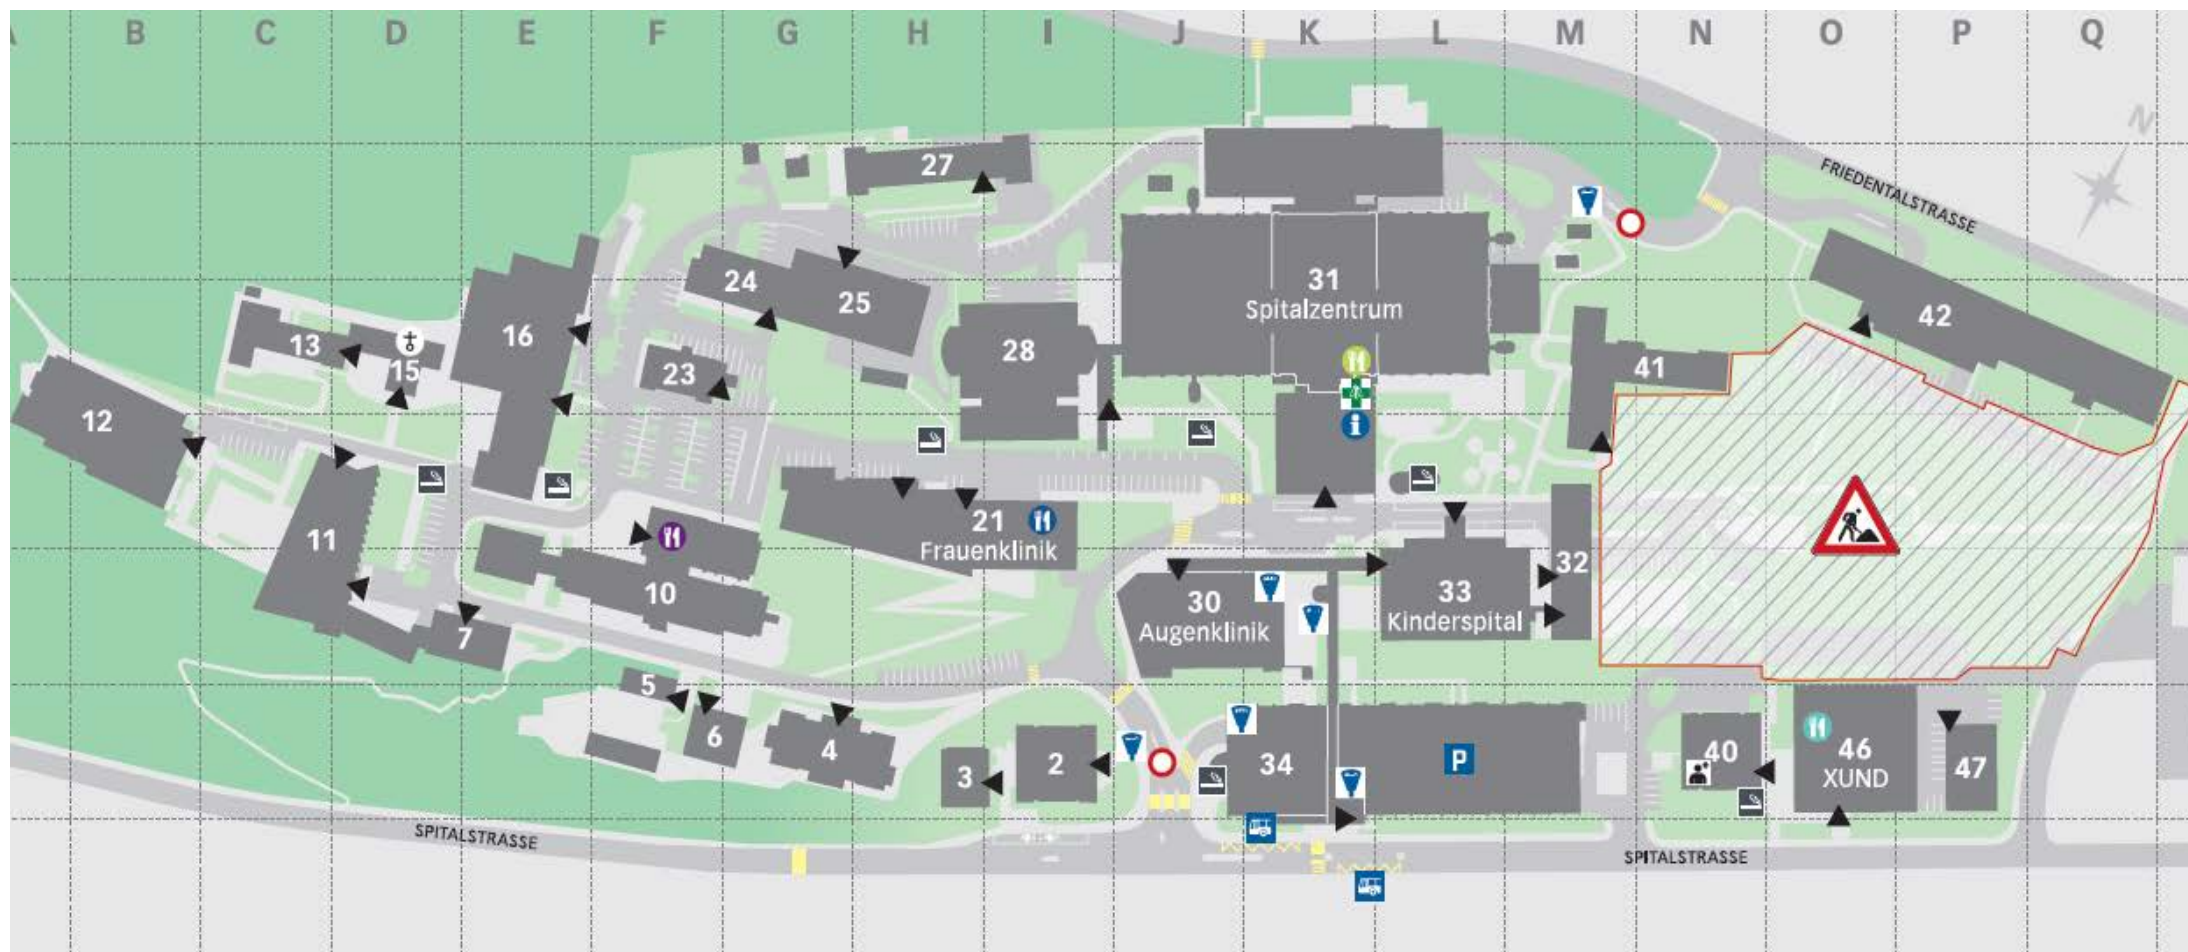 A B C D E F G H I J K L M N O P Q
N
FRIEDENTALSTRASSE
27
24
25
31
Spitalzentrum
42
13
15
16
23
28
41
12
11
21
Frauenklinik
10
7
30
Augenklinik
33
Kinderspital
32
5
6
4
3
2
34
P
40
46
XUND
47
i
SPITALSTRASSE
SPITALSTRASSE